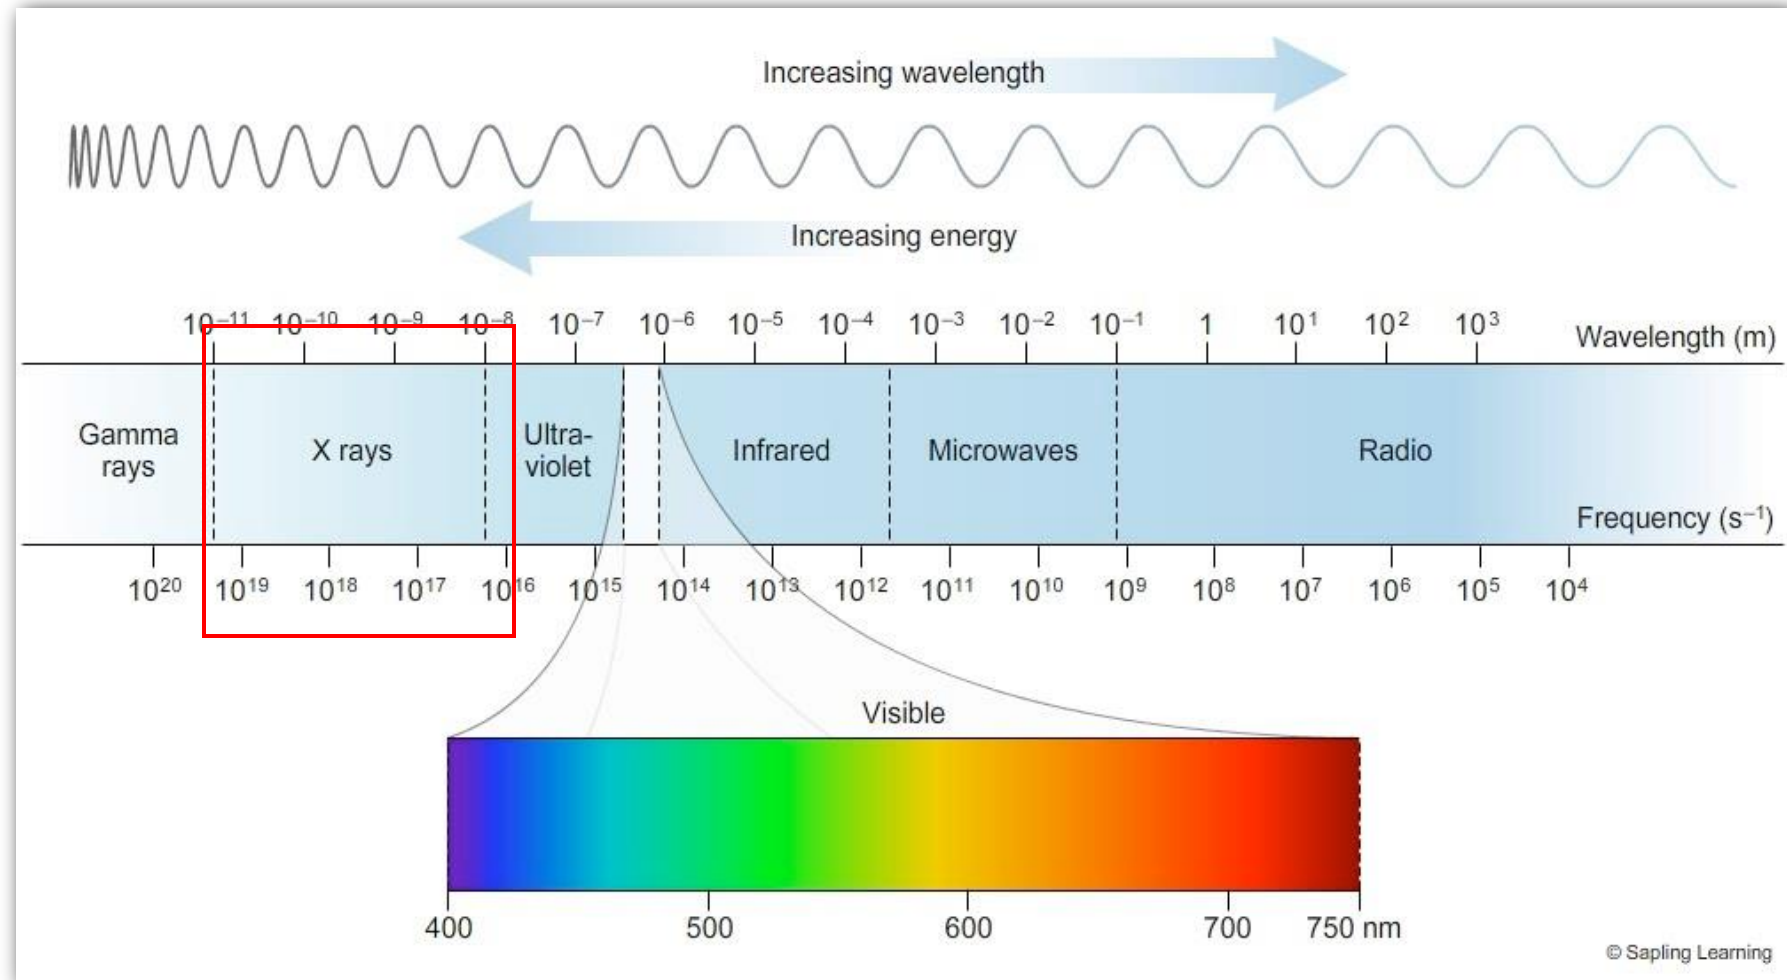 Increasing wavelength
Increasing energy
10⁻¹¹ 10⁻¹⁰ 10⁻⁹ 10⁻⁸ 10⁻⁷ 10⁻⁶ 10⁻⁵ 10⁻⁴ 10⁻³ 10⁻² 10⁻¹ 1 10¹ 10² 10³ Wavelength (m)
Gamma
rays
X rays
Ultra-
violet
Infrared
Microwaves
Radio
Frequency (s⁻¹)
10²⁰ 10¹⁹ 10¹⁸ 10¹⁷ 10¹⁶ 10¹⁵ 10¹⁴ 10¹³ 10¹² 10¹¹ 10¹⁰ 10⁹ 10⁸ 10⁷ 10⁶ 10⁵ 10⁴
Visible
400 500 600 700 750 nm
© Sapling Learning